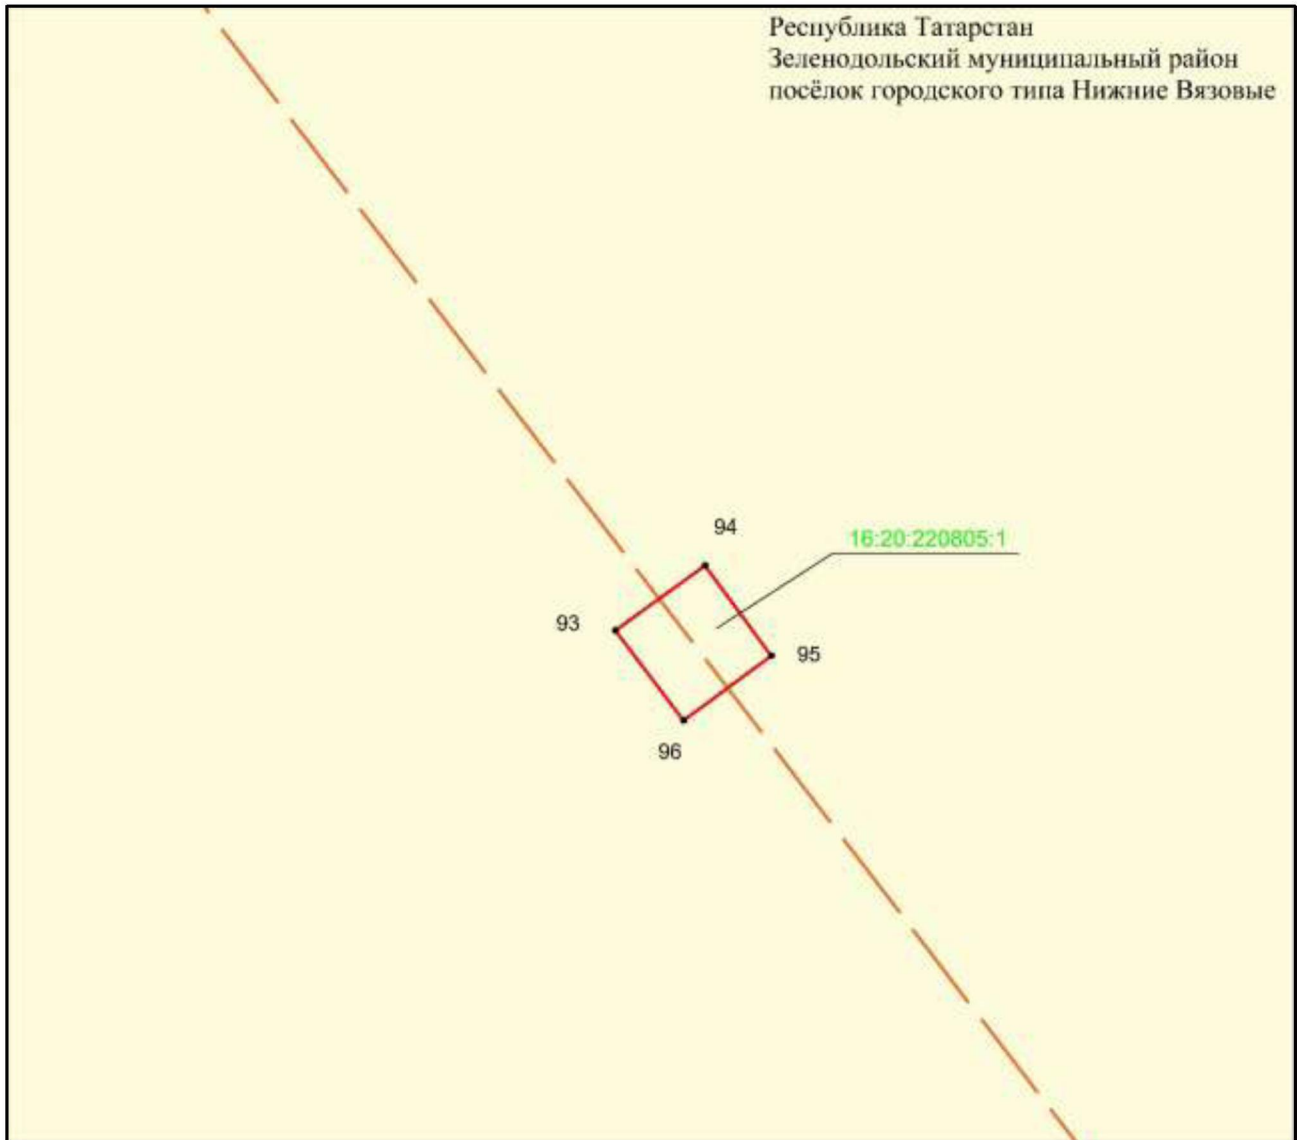 Республика Татарстан
Зеленодольский муниципальный район
посёлок городского типа Нижние Вязовые
94
16:20:220805:1
93
95
96